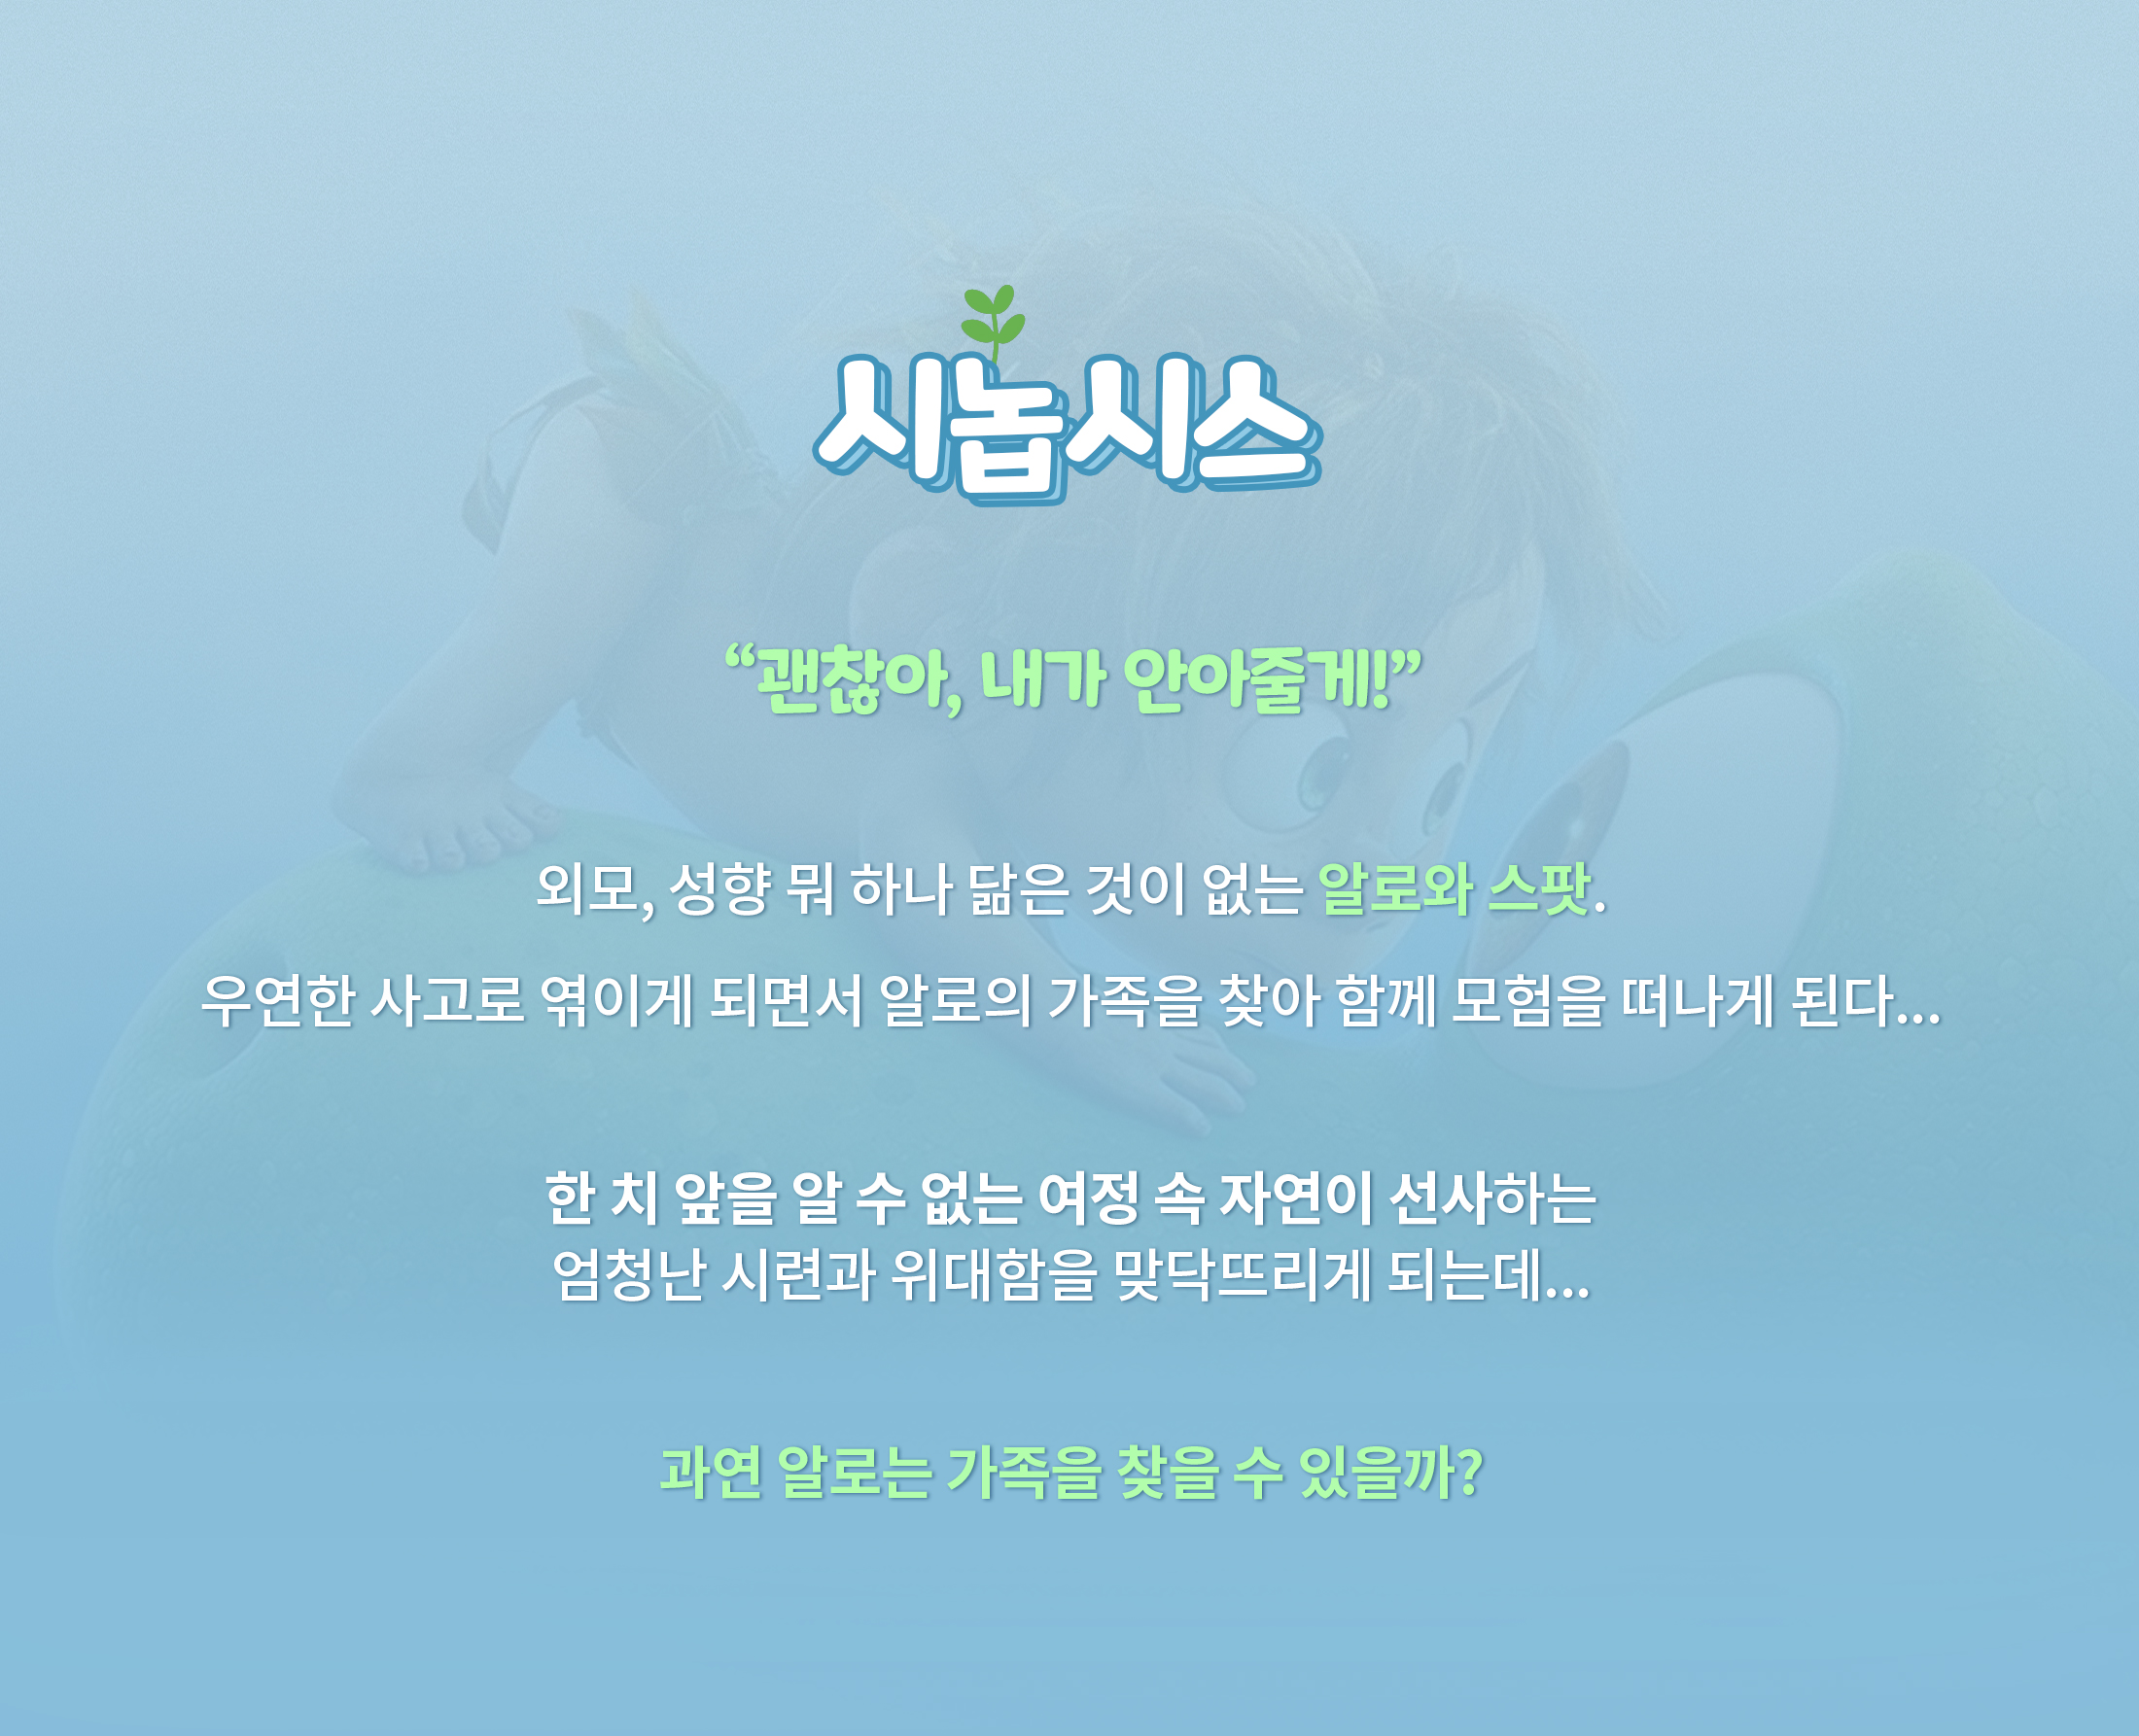 시놉시스
“괜찮아, 내가 안아줄게!”
외모, 성향 뭐 하나 닮은 것이 없는 알로와 스팟.
우연한 사고로 엮이게 되면서 알로의 가족을 찾아 함께 모험을 떠나게 된다...
한 치 앞을 알 수 없는 여정 속 자연이 선사하는
엄청난 시련과 위대함을 맞닥뜨리게 되는데...
과연 알로는 가족을 찾을 수 있을까?